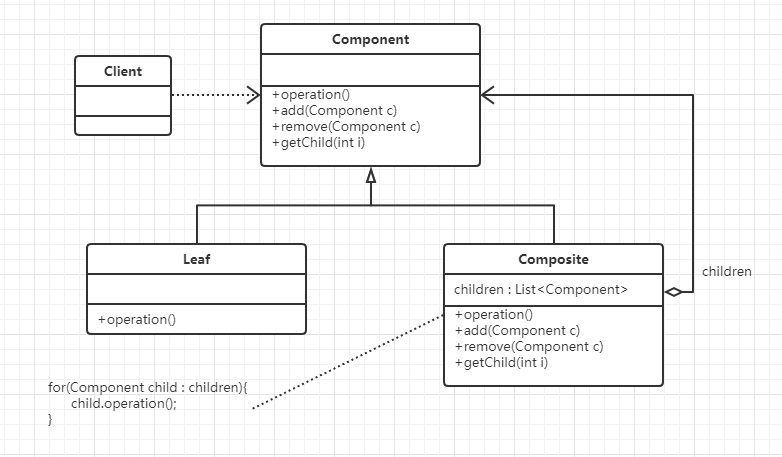 Component
Client
+operation()
+add(Component c)
+remove(Component c)
+getChild(int i)
Leaf
Composite
children
children : List<Component>
+operation()
+operation()
+add(Component c)
+remove(Component c)
+getChild(int i)
for(Component child : children){
child.operation();
}